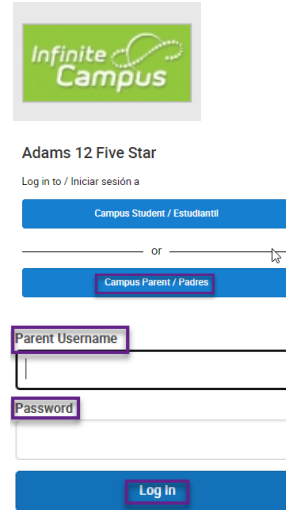 Infinite
Campus
Adams 12 Five Star
Log in to / Iniciar sesión a
Campus Student / Estudiantil
or
Campus Parent / Padres
Parent Username
Password
Log In